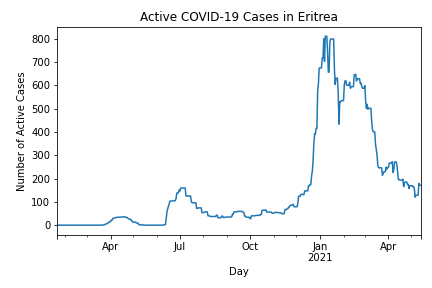 Active COVID-19 Cases in Eritrea
Number of Active Cases
800
700
600
500
400
300
200
100
0
Apr
Jul
Oct
Jan
2021
Apr
Day